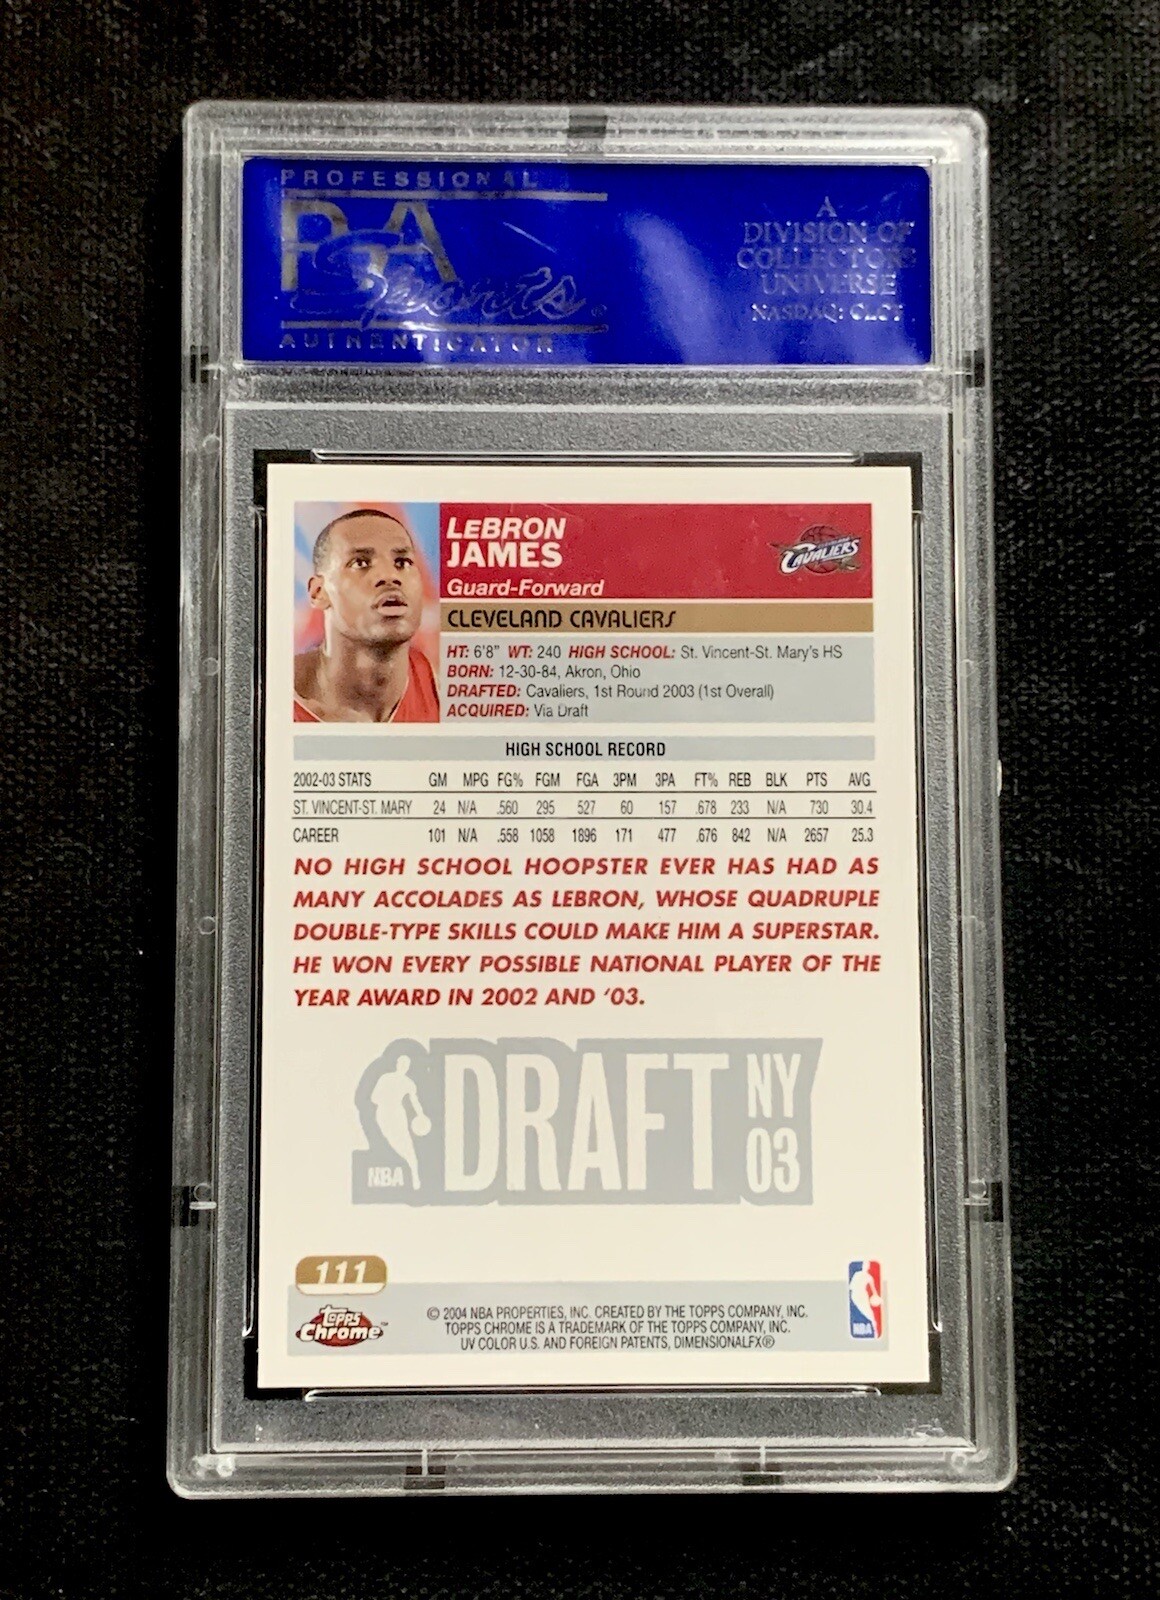 PROFESSIONAL
PSA
Sports®
AUTHENTICATOR
A
DIVISION OF
COLLECTORS
UNIVERSE
NASDAQ: CLCT
LEBRON
JAMES
Guard-Forward
CAVALIERS
CLEVELAND CAVALIERS
HT: 6'8" WT: 240 HIGH SCHOOL: St. Vincent-St. Mary's HS
BORN: 12-30-84, Akron, Ohio
DRAFTED: Cavaliers, 1st Round 2003 (1st Overall)
ACQUIRED: Via Draft
HIGH SCHOOL RECORD
2002-03 STATS GM MPG FG% FGM FGA 3PM 3PA FT% REB BLK PTS AVG
ST. VINCENT-ST. MARY 24 N/A .560 295 527 60 157 .678 233 N/A 730 30.4
CAREER 101 N/A .558 1058 1896 171 477 .676 842 N/A 2657 25.3
NO HIGH SCHOOL HOOPSTER EVER HAS HAD AS
MANY ACCOLADES AS LEBRON, WHOSE QUADRUPLE
DOUBLE-TYPE SKILLS COULD MAKE HIM A SUPERSTAR.
HE WON EVERY POSSIBLE NATIONAL PLAYER OF THE
YEAR AWARD IN 2002 AND '03.
NBA DRAFT NY
03
111
Topps
Chrome™
© 2004 NBA PROPERTIES, INC. CREATED BY THE TOPPS COMPANY, INC.
TOPPS CHROME IS A TRADEMARK OF THE TOPPS COMPANY, INC.
UV COLOR U.S. AND FOREIGN PATENTS, DIMENSIONALFX®
NBA